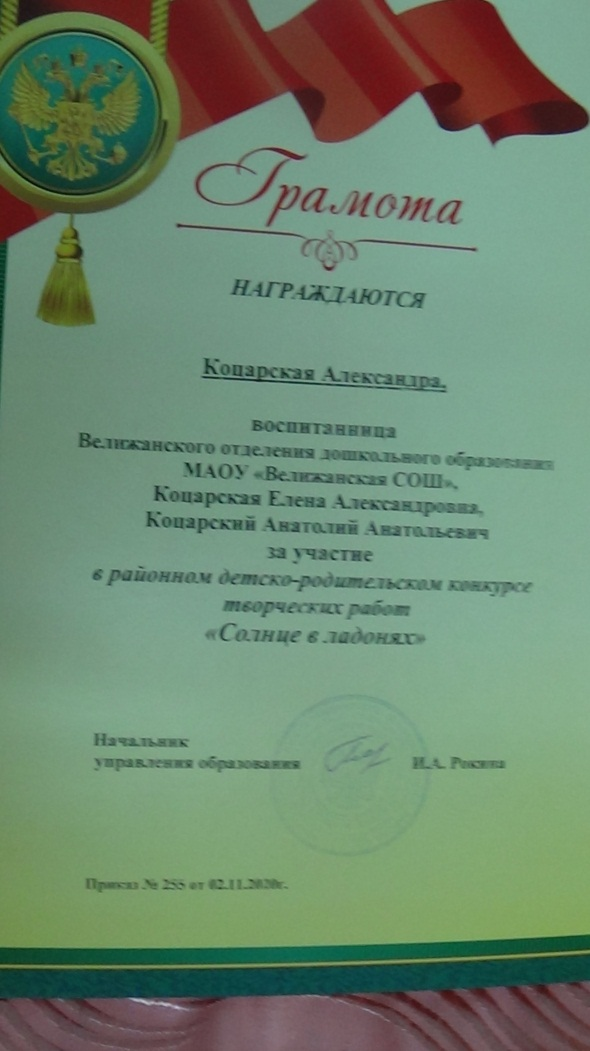 Грамота
НАГРАЖДАЮТСЯ
Коцарская Александра,
воспитанница
Велижанского отделения дошкольного образования
МАОУ «Велижанская СОШ»,
Коцарская Елена Александровна,
Коцарский Анатолий Анатольевич
за участие
в районном детско-родительском конкурсе
творческих работ
«Солнце в ладонях»
Начальник
управления образования И.А. Рокина
Приказ № 255 от 02.11.2020г.